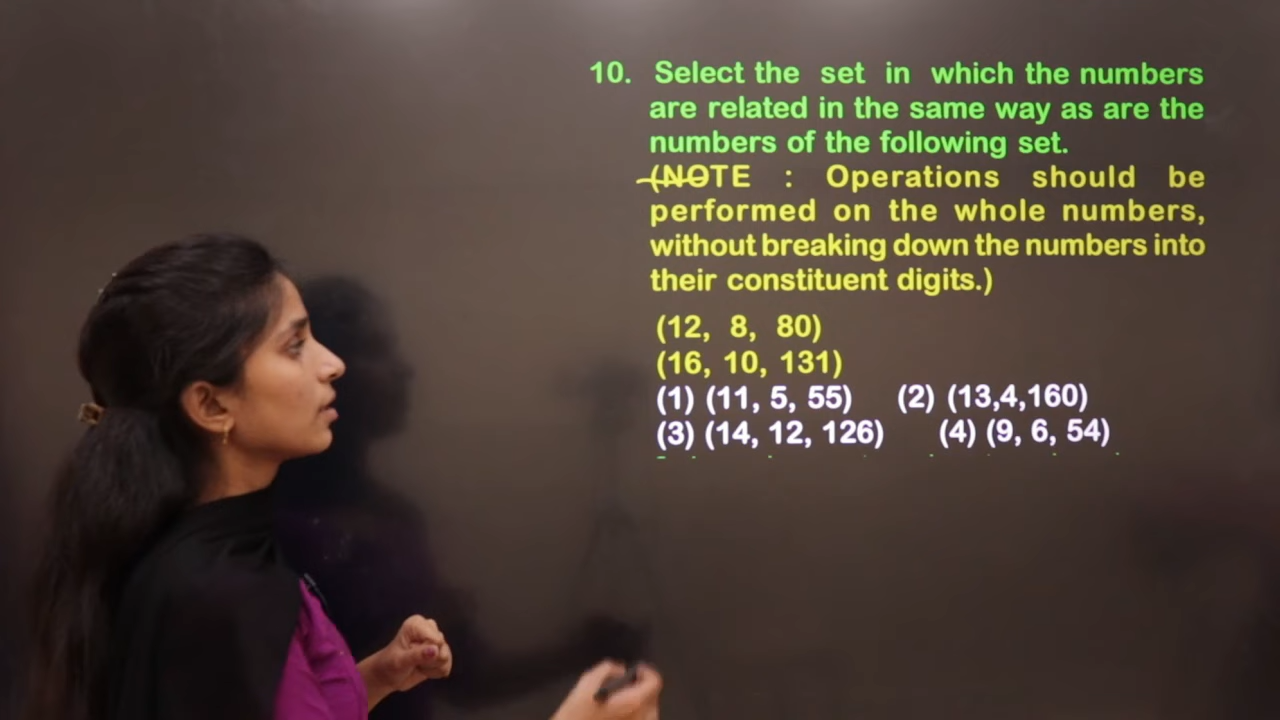 10. Select the set in which the numbers
are related in the same way as are the
numbers of the following set.
(NOTE : Operations should be
performed on the whole numbers,
without breaking down the numbers into
their constituent digits.)
(12, 8, 80)
(16, 10, 131)
(1) (11, 5, 55) (2) (13,4,160)
(3) (14, 12, 126) (4) (9, 6, 54)